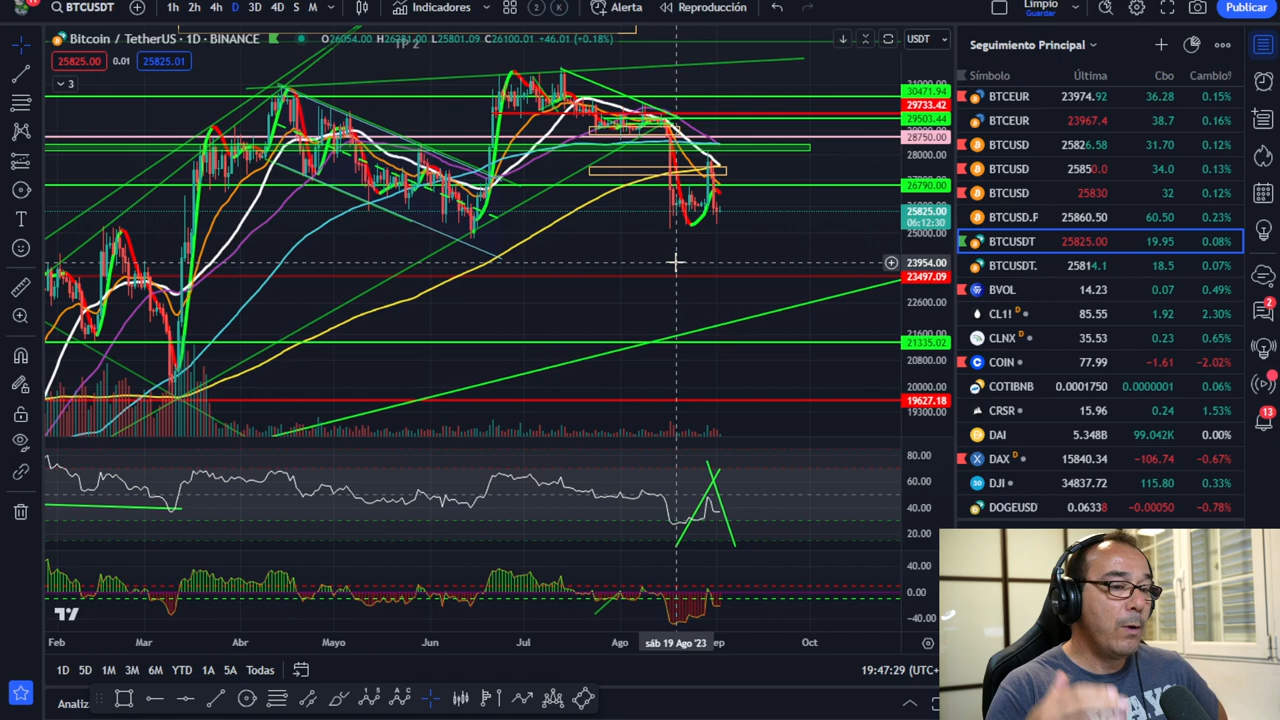 BTCUSDT 1h 2h 4h D 3D 4D S M Indicadores 2 K Alerta Reproducción Limpio Guardar Publicar
Bitcoin / TetherUS · 1D · BINANCE O26054.00 H26281.00 L25801.09 C26100.01 +46.01 (+0.18%) USDT
TP 2
25825.00 0.01 25825.01
3
31000.00
30471.94
29733.42
29503.44
28750.00
28000.00
26790.00
25825.00
06:12:30
25000.00
23954.00
23497.09
22600.00
21600.00
21335.02
20800.00
20000.00
19627.18
19300.00
80.00
60.00
40.00
20.00
40.00
0.00
−40.00
Feb Mar Abr Mayo Jun Jul Ago sáb 19 Ago '23 ep Oct
1D 5D 1M 3M 6M YTD 1A 5A Todas 19:47:29 (UTC+
Analiz
Seguimiento Principal
Símbolo Última Cbo Cambio%
BTCEUR 23974.92 36.28 0.15%
BTCEUR 23967.4 38.7 0.16%
BTCUSD 25826.58 31.70 0.12%
BTCUSD 25850.0 34.0 0.13%
BTCUSD 25830 32 0.12%
BTCUSD.P 25860.50 60.50 0.23%
BTCUSDT 25825.00 19.95 0.08%
BTCUSDT. 25814.1 18.5 0.07%
BVOL 14.23 0.07 0.49%
CL1! D 85.55 1.92 2.30%
CLNX D 35.53 0.23 0.65%
COIN 77.99 −1.61 −2.02%
COTIBNB 0.0001750 0.0000001 0.06%
CRSR 15.96 0.24 1.53%
DAI 5.348B 99.042K 0.00%
DAX D 15840.34 −106.74 −0.67%
DJI 34837.72 115.80 0.33%
DOGEUSD 0.06338 −0.00050 −0.78%
2
13